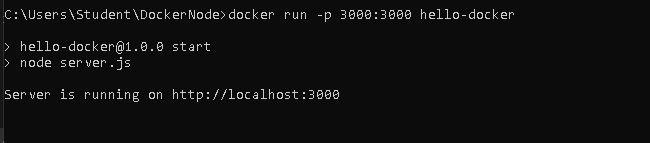 C:\Users\Student\DockerNode>docker run -p 3000:3000 hello-docker
> hello-docker@1.0.0 start
> node server.js
Server is running on http://localhost:3000